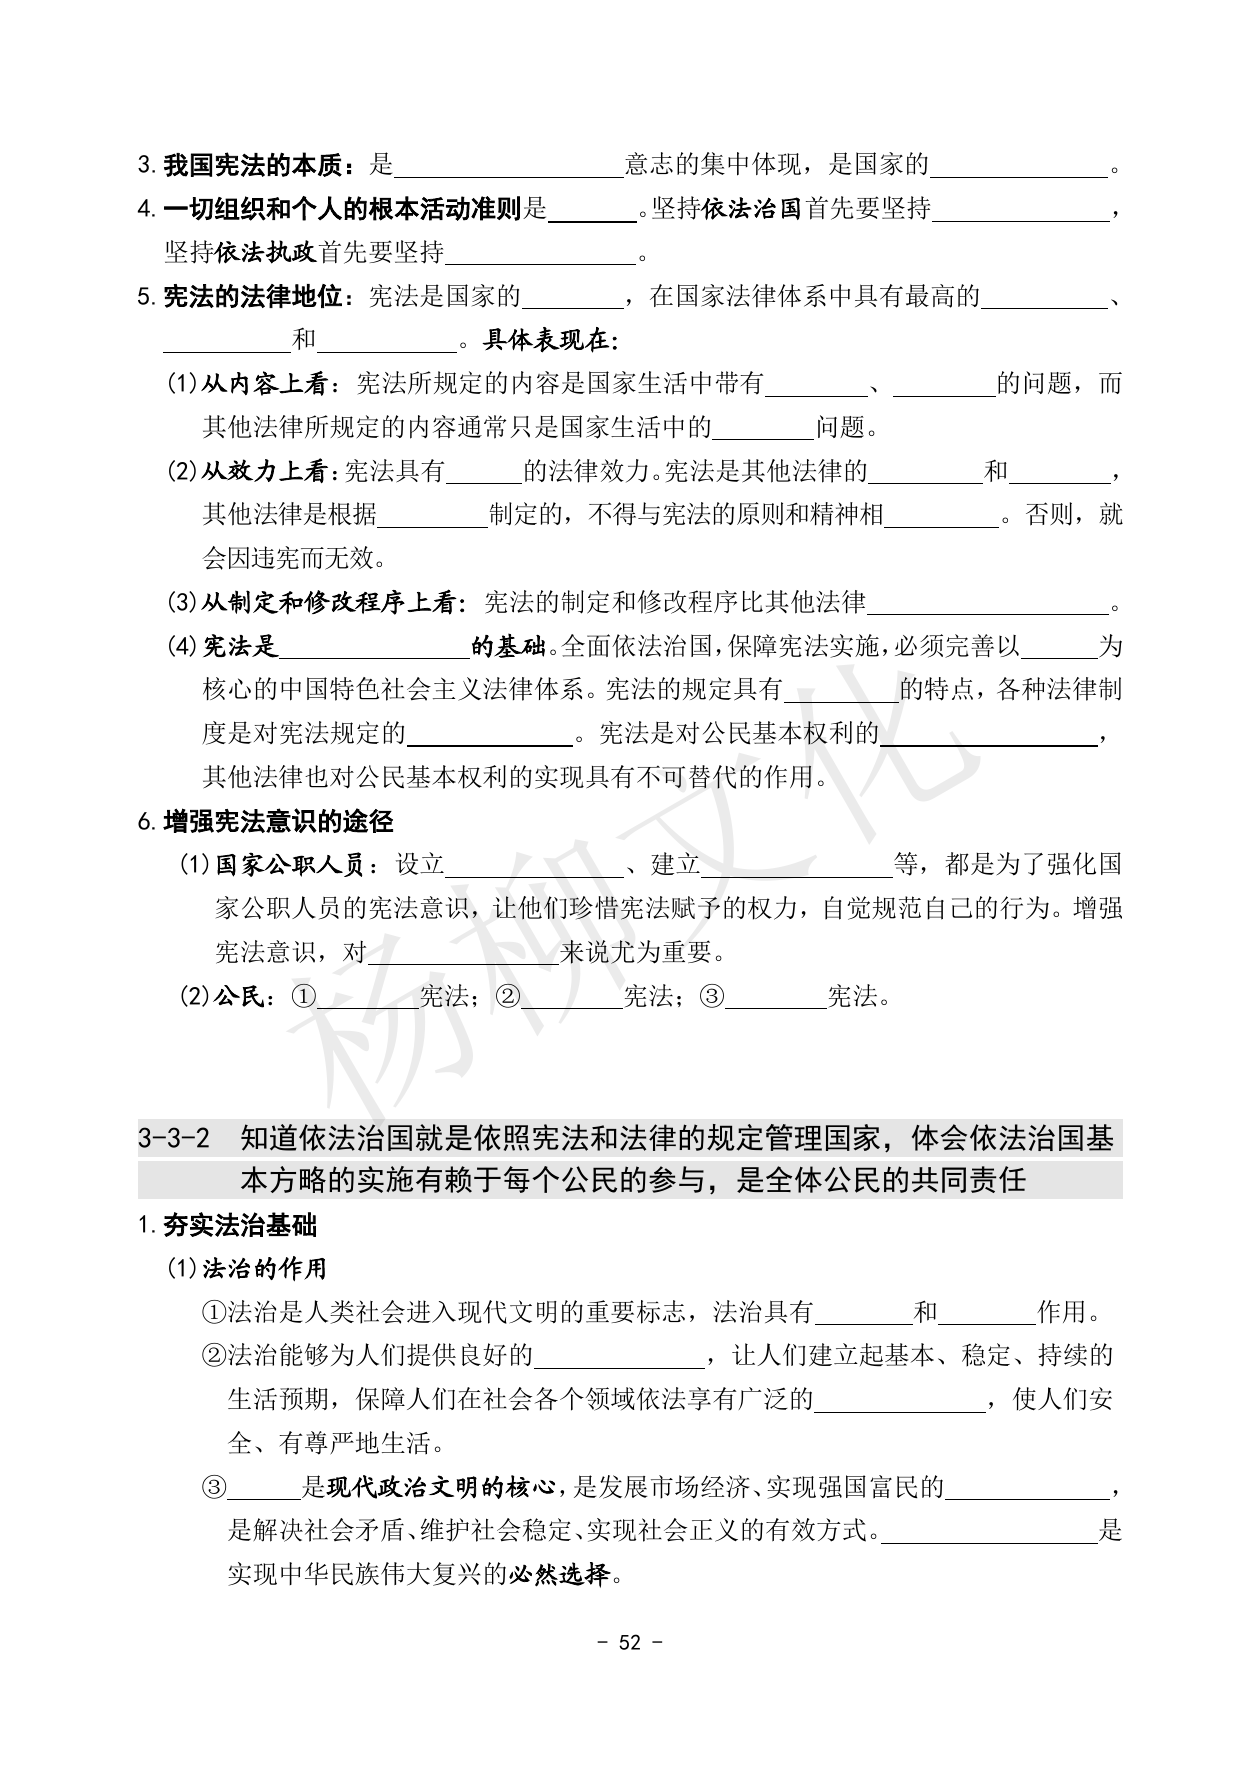 3. 我国宪法的本质：是__________________意志的集中体现，是国家的______________。
4. 一切组织和个人的根本活动准则是_______。坚持依法治国首先要坚持______________，
坚持依法执政首先要坚持_______________。
5. 宪法的法律地位：宪法是国家的________，在国家法律体系中具有最高的__________、
__________和___________。具体表现在：
(1)从内容上看：宪法所规定的内容是国家生活中带有________、________的问题，而
其他法律所规定的内容通常只是国家生活中的________问题。
(2)从效力上看：宪法具有______的法律效力。宪法是其他法律的_________和________，
其他法律是根据_________制定的，不得与宪法的原则和精神相_________。否则，就
会因违宪而无效。
(3)从制定和修改程序上看：宪法的制定和修改程序比其他法律___________________。
(4)宪法是_______________的基础。全面依法治国，保障宪法实施，必须完善以______为
核心的中国特色社会主义法律体系。宪法的规定具有_________的特点，各种法律制
度是对宪法规定的_____________。宪法是对公民基本权利的_________________，
其他法律也对公民基本权利的实现具有不可替代的作用。
6. 增强宪法意识的途径
(1)国家公职人员：设立______________、建立_______________等，都是为了强化国
家公职人员的宪法意识，让他们珍惜宪法赋予的权力，自觉规范自己的行为。增强
宪法意识，对_______________来说尤为重要。
(2)公民：①________宪法；②________宪法；③________宪法。
杨柳文化
3-3-2 知道依法治国就是依照宪法和法律的规定管理国家，体会依法治国基
本方略的实施有赖于每个公民的参与，是全体公民的共同责任
1. 夯实法治基础
(1)法治的作用
①法治是人类社会进入现代文明的重要标志，法治具有________和________作用。
②法治能够为人们提供良好的______________，让人们建立起基本、稳定、持续的
生活预期，保障人们在社会各个领域依法享有广泛的______________，使人们安
全、有尊严地生活。
③______是现代政治文明的核心，是发展市场经济、实现强国富民的_____________，
是解决社会矛盾、维护社会稳定、实现社会正义的有效方式。_________________是
实现中华民族伟大复兴的必然选择。
- 52 -